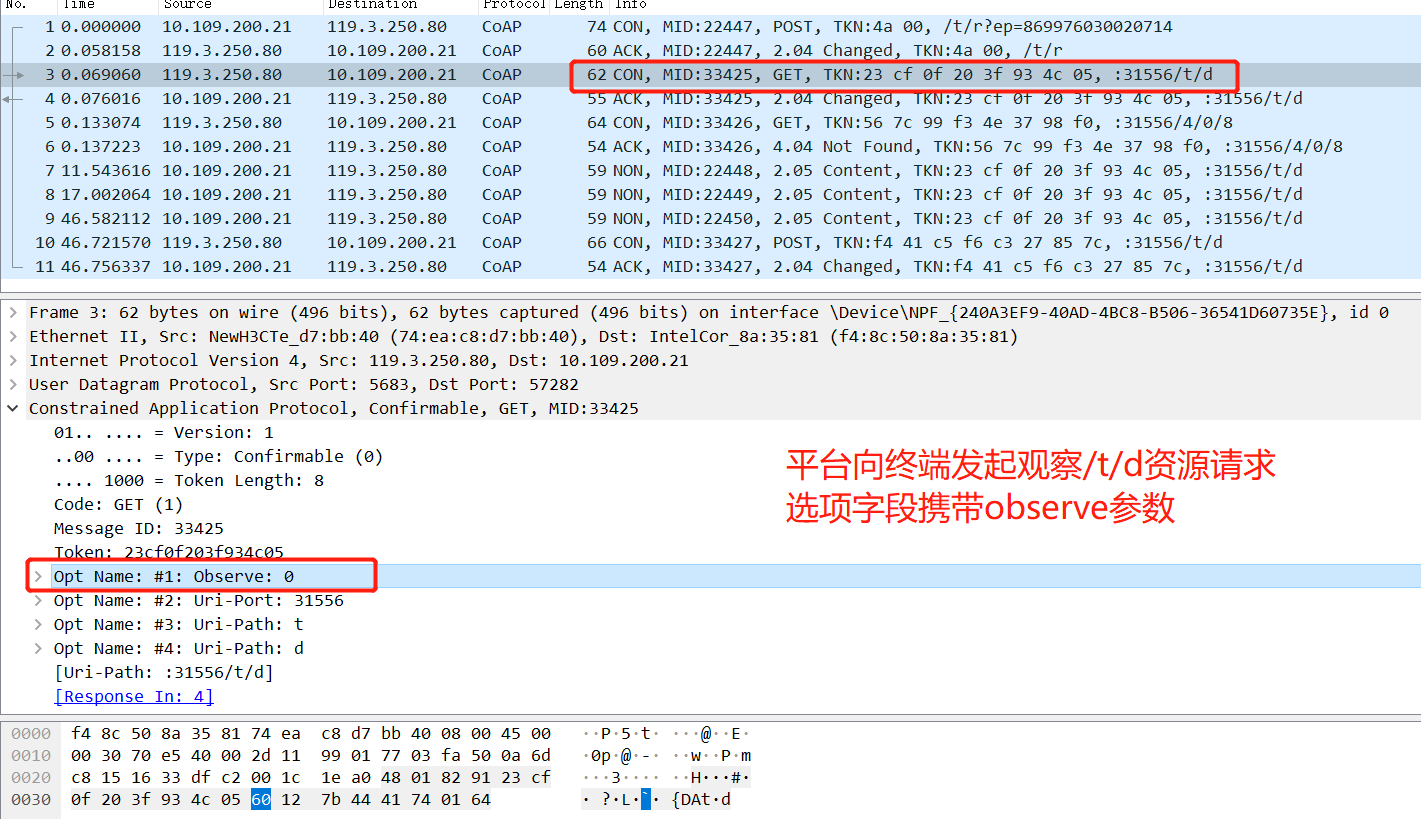 No. Time Source Destination Protocol Length Info
1 0.000000 10.109.200.21 119.3.250.80 CoAP 74 CON, MID:22447, POST, TKN:4a 00, /t/r?ep=869976030020714
2 0.058158 119.3.250.80 10.109.200.21 CoAP 60 ACK, MID:22447, 2.04 Changed, TKN:4a 00, /t/r
3 0.069060 119.3.250.80 10.109.200.21 CoAP 62 CON, MID:33425, GET, TKN:23 cf 0f 20 3f 93 4c 05, :31556/t/d
4 0.076016 10.109.200.21 119.3.250.80 CoAP 55 ACK, MID:33425, 2.04 Changed, TKN:23 cf 0f 20 3f 93 4c 05, :31556/t/d
5 0.133074 119.3.250.80 10.109.200.21 CoAP 64 CON, MID:33426, GET, TKN:56 7c 99 f3 4e 37 98 f0, :31556/4/0/8
6 0.137223 10.109.200.21 119.3.250.80 CoAP 54 ACK, MID:33426, 4.04 Not Found, TKN:56 7c 99 f3 4e 37 98 f0, :31556/4/0/8
7 11.543616 10.109.200.21 119.3.250.80 CoAP 59 NON, MID:22448, 2.05 Content, TKN:23 cf 0f 20 3f 93 4c 05, :31556/t/d
8 17.002064 10.109.200.21 119.3.250.80 CoAP 59 NON, MID:22449, 2.05 Content, TKN:23 cf 0f 20 3f 93 4c 05, :31556/t/d
9 46.582112 10.109.200.21 119.3.250.80 CoAP 59 NON, MID:22450, 2.05 Content, TKN:23 cf 0f 20 3f 93 4c 05, :31556/t/d
10 46.721570 119.3.250.80 10.109.200.21 CoAP 66 CON, MID:33427, POST, TKN:f4 41 c5 f6 c3 27 85 7c, :31556/t/d
11 46.756337 10.109.200.21 119.3.250.80 CoAP 54 ACK, MID:33427, 2.04 Changed, TKN:f4 41 c5 f6 c3 27 85 7c, :31556/t/d
Frame 3: 62 bytes on wire (496 bits), 62 bytes captured (496 bits) on interface \Device\NPF_{240A3EF9-40AD-4BC8-B506-36541D60735E}, id 0
Ethernet II, Src: NewH3CTe_d7:bb:40 (74:ea:c8:d7:bb:40), Dst: IntelCor_8a:35:81 (f4:8c:50:8a:35:81)
Internet Protocol Version 4, Src: 119.3.250.80, Dst: 10.109.200.21
User Datagram Protocol, Src Port: 5683, Dst Port: 57282
Constrained Application Protocol, Confirmable, GET, MID:33425
01.. .... = Version: 1
..00 .... = Type: Confirmable (0)
.... 1000 = Token Length: 8
Code: GET (1)
Message ID: 33425
Token: 23cf0f203f934c05
Opt Name: #1: Observe: 0
Opt Name: #2: Uri-Port: 31556
Opt Name: #3: Uri-Path: t
Opt Name: #4: Uri-Path: d
[Uri-Path: :31556/t/d]
[Response In: 4]
平台向终端发起观察/t/d资源请求
选项字段携带observe参数
0000 f4 8c 50 8a 35 81 74 ea c8 d7 bb 40 08 00 45 00 ··P·5·t· ···@··E·
0010 00 30 70 e5 40 00 2d 11 99 01 77 03 fa 50 0a 6d ·0p·@·-· ··w··P·m
0020 c8 15 16 33 df c2 00 1c 1e a0 48 01 82 91 23 cf ···3···· ··H···#·
0030 0f 20 3f 93 4c 05 60 12 7b 44 41 74 01 64 · ?·L·`· {DAt·d